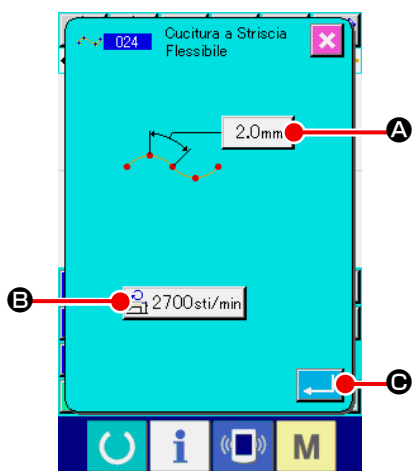 024
Cucitura a Striscia
Flessibile
2.0mm
A
B
2700sti/min
C
i
M